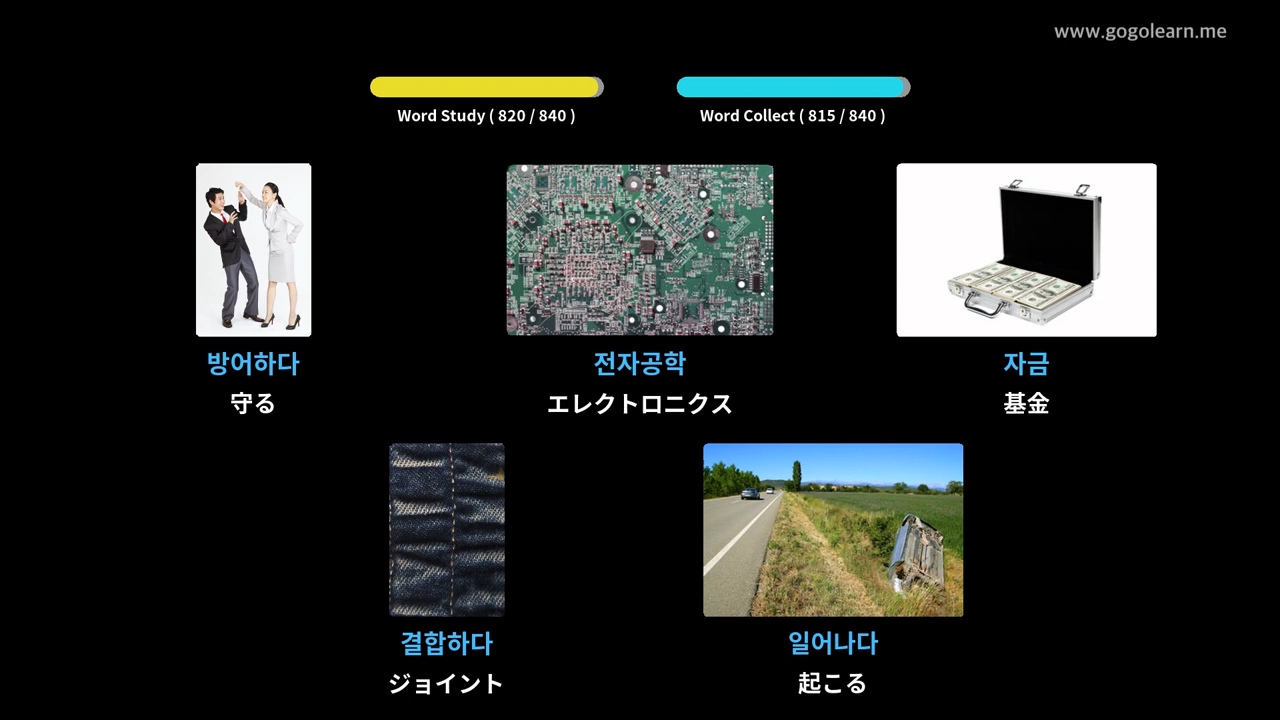 www.gogolearn.me
Word Study ( 820 / 840 )
Word Collect ( 815 / 840 )
방어하다
守る
전자공학
エレクトロニクス
자금
基金
결합하다
ジョイント
일어나다
起こる